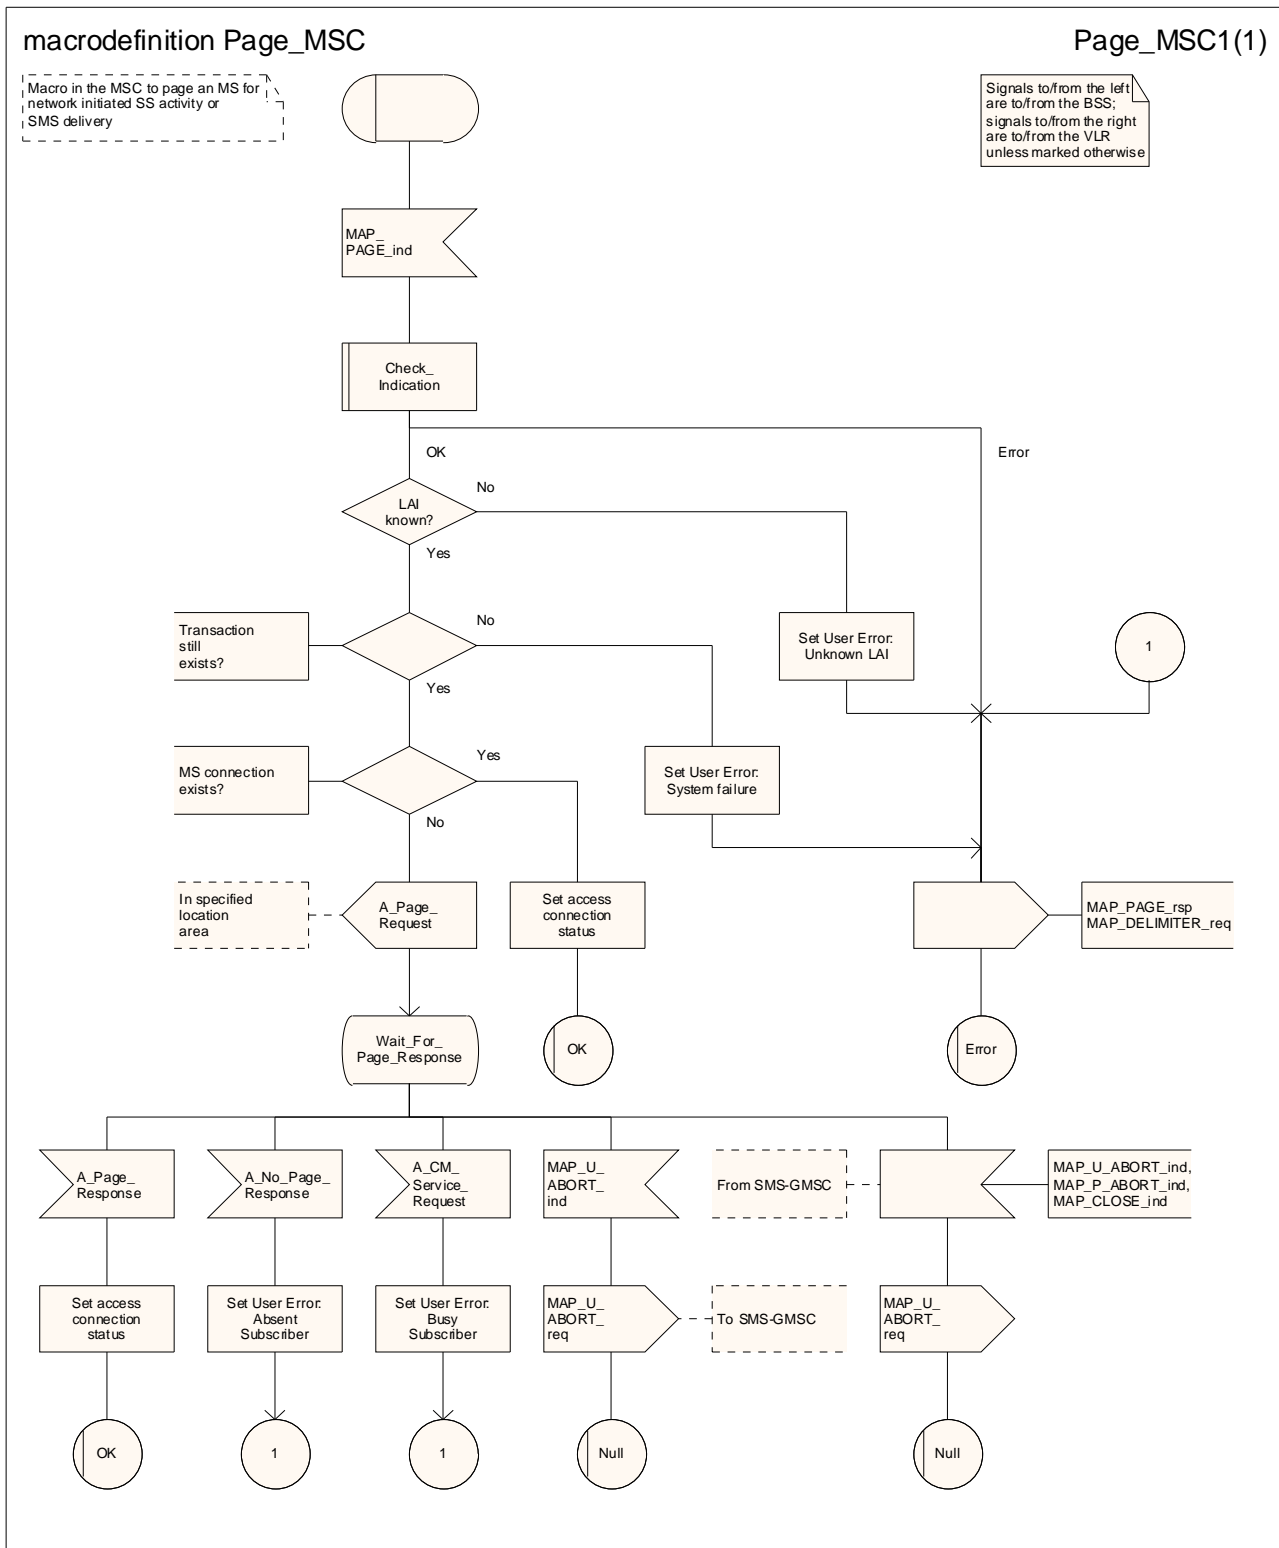 macrodefinition Page_MSC
Page_MSC1(1)
Macro in the MSC to page an MS for
network initiated SS activity or
SMS delivery
Signals to/from the left
are to/from the BSS;
signals to/from the right
are to/from the VLR
unless marked otherwise
MAP_
PAGE_ind
Check_
Indication
OK
Error
LAI
known?
No
Yes
Transaction
still
exists?
No
Yes
Set User Error:
Unknown LAI
1
MS connection
exists?
Yes
No
Set User Error:
System failure
In specified
location
area
A_Page_
Request
Set access
connection
status
MAP_PAGE_rsp
MAP_DELIMITER_req
Wait_For_
Page_Response
OK
Error
A_Page_
Response
A_No_Page_
Response
A_CM_
Service_
Request
MAP_U_
ABORT_
ind
From SMS-GMSC
MAP_U_ABORT_ind,
MAP_P_ABORT_ind,
MAP_CLOSE_ind
Set access
connection
status
Set User Error:
Absent
Subscriber
Set User Error:
Busy
Subscriber
MAP_U_
ABORT_
req
To SMS-GMSC
MAP_U_
ABORT_
req
OK
1
1
Null
Null